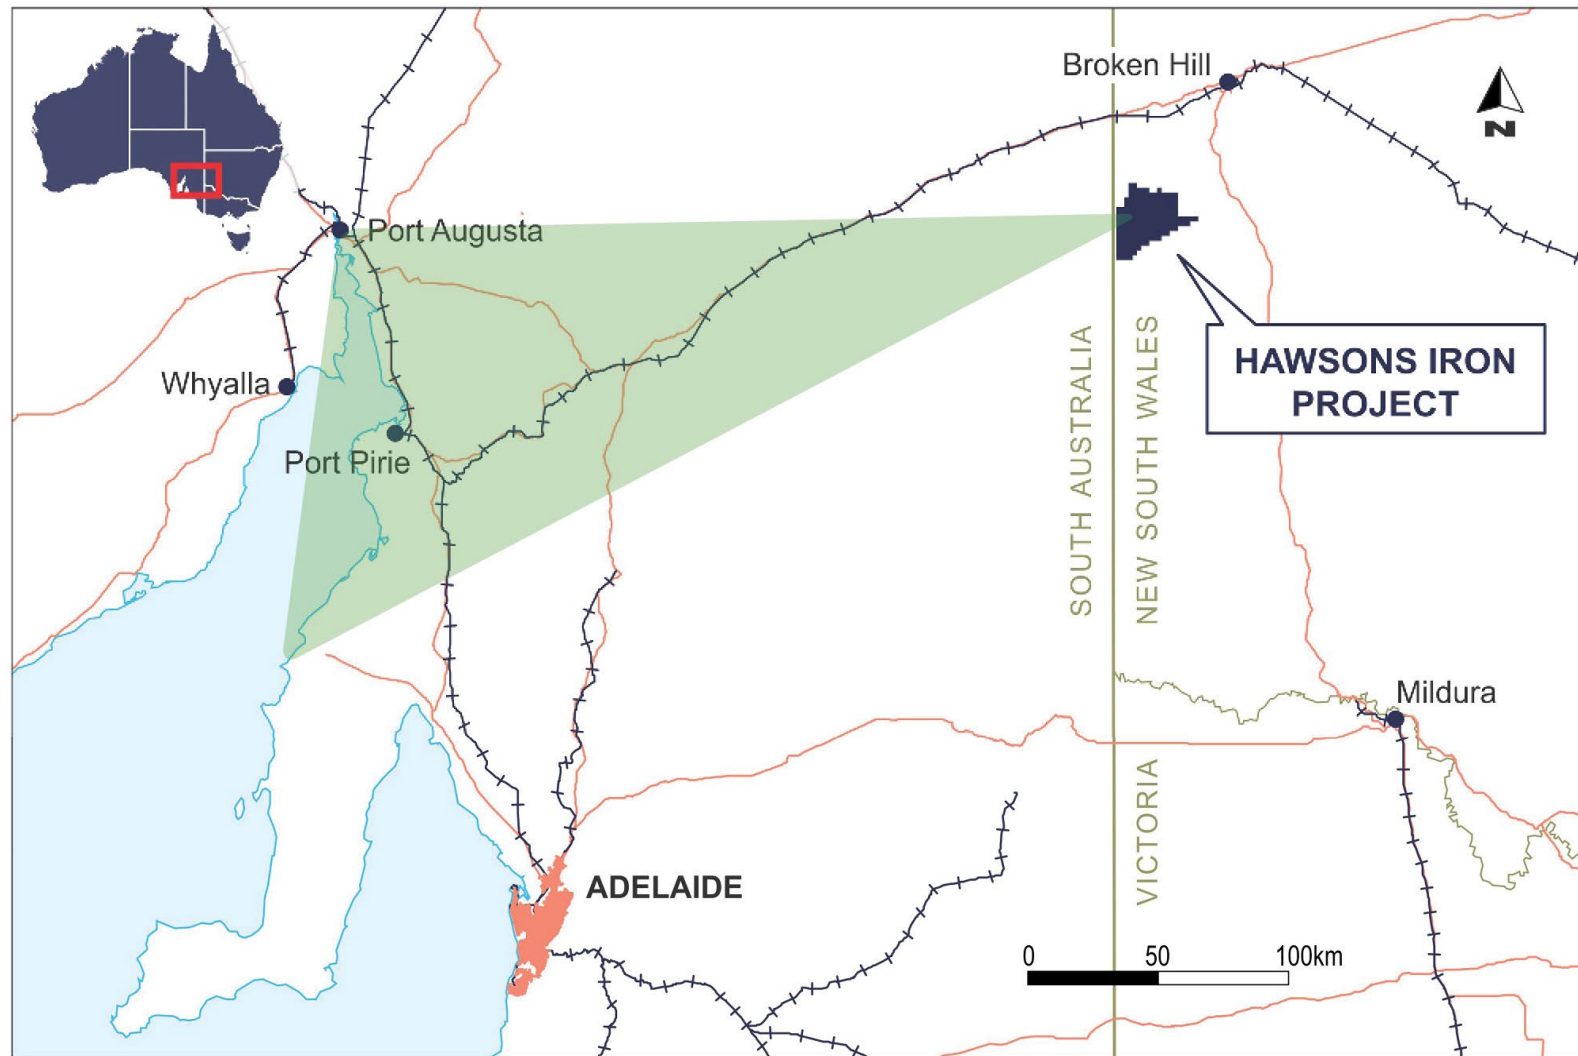 Broken Hill
N
Port Augusta
HAWSONS IRON
PROJECT
Whyalla
Port Pirie
SOUTH AUSTRALIA
NEW SOUTH WALES
Mildura
VICTORIA
ADELAIDE
0 50 100km